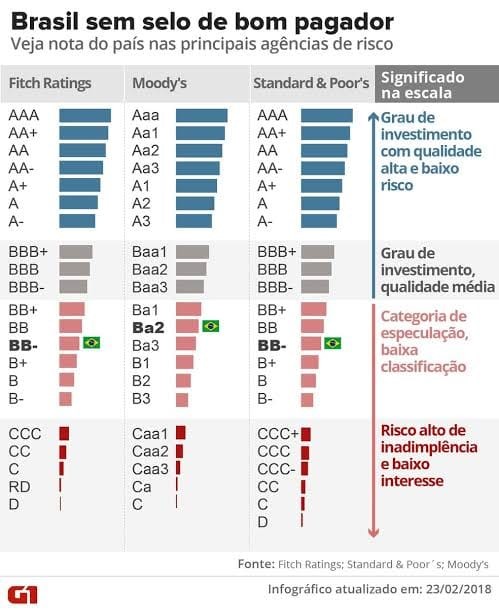 Brasil sem selo de bom pagador
Veja nota do país nas principais agências de risco
Fitch Ratings Moody's Standard & Poor's Significado
na escala
AAA Aaa AAA Grau de
AA+ Aa1 AA+ investimento
AA Aa2 AA com qualidade
AA- Aa3 AA- alta e baixo
A+ A1 A+ risco
A A2 A
A- A3 A-
BBB+ Baa1 BBB+ Grau de
BBB Baa2 BBB investimento,
BBB- Baa3 BBB- qualidade média
BB+ Ba1 BB+ Categoria de
BB Ba2 BB especulação,
BB- Ba3 BB- baixa
B+ B1 B+ classificação
B B2 B
B- B3 B-
CCC Caa1 CCC+ Risco alto de
CC Caa2 CCC inadimplência
C Caa3 CCC- e baixo
RD Ca CC interesse
D C C
D
Fonte: Fitch Ratings; Standard & Poor´s; Moody's
G1 Infográfico atualizado em: 23/02/2018